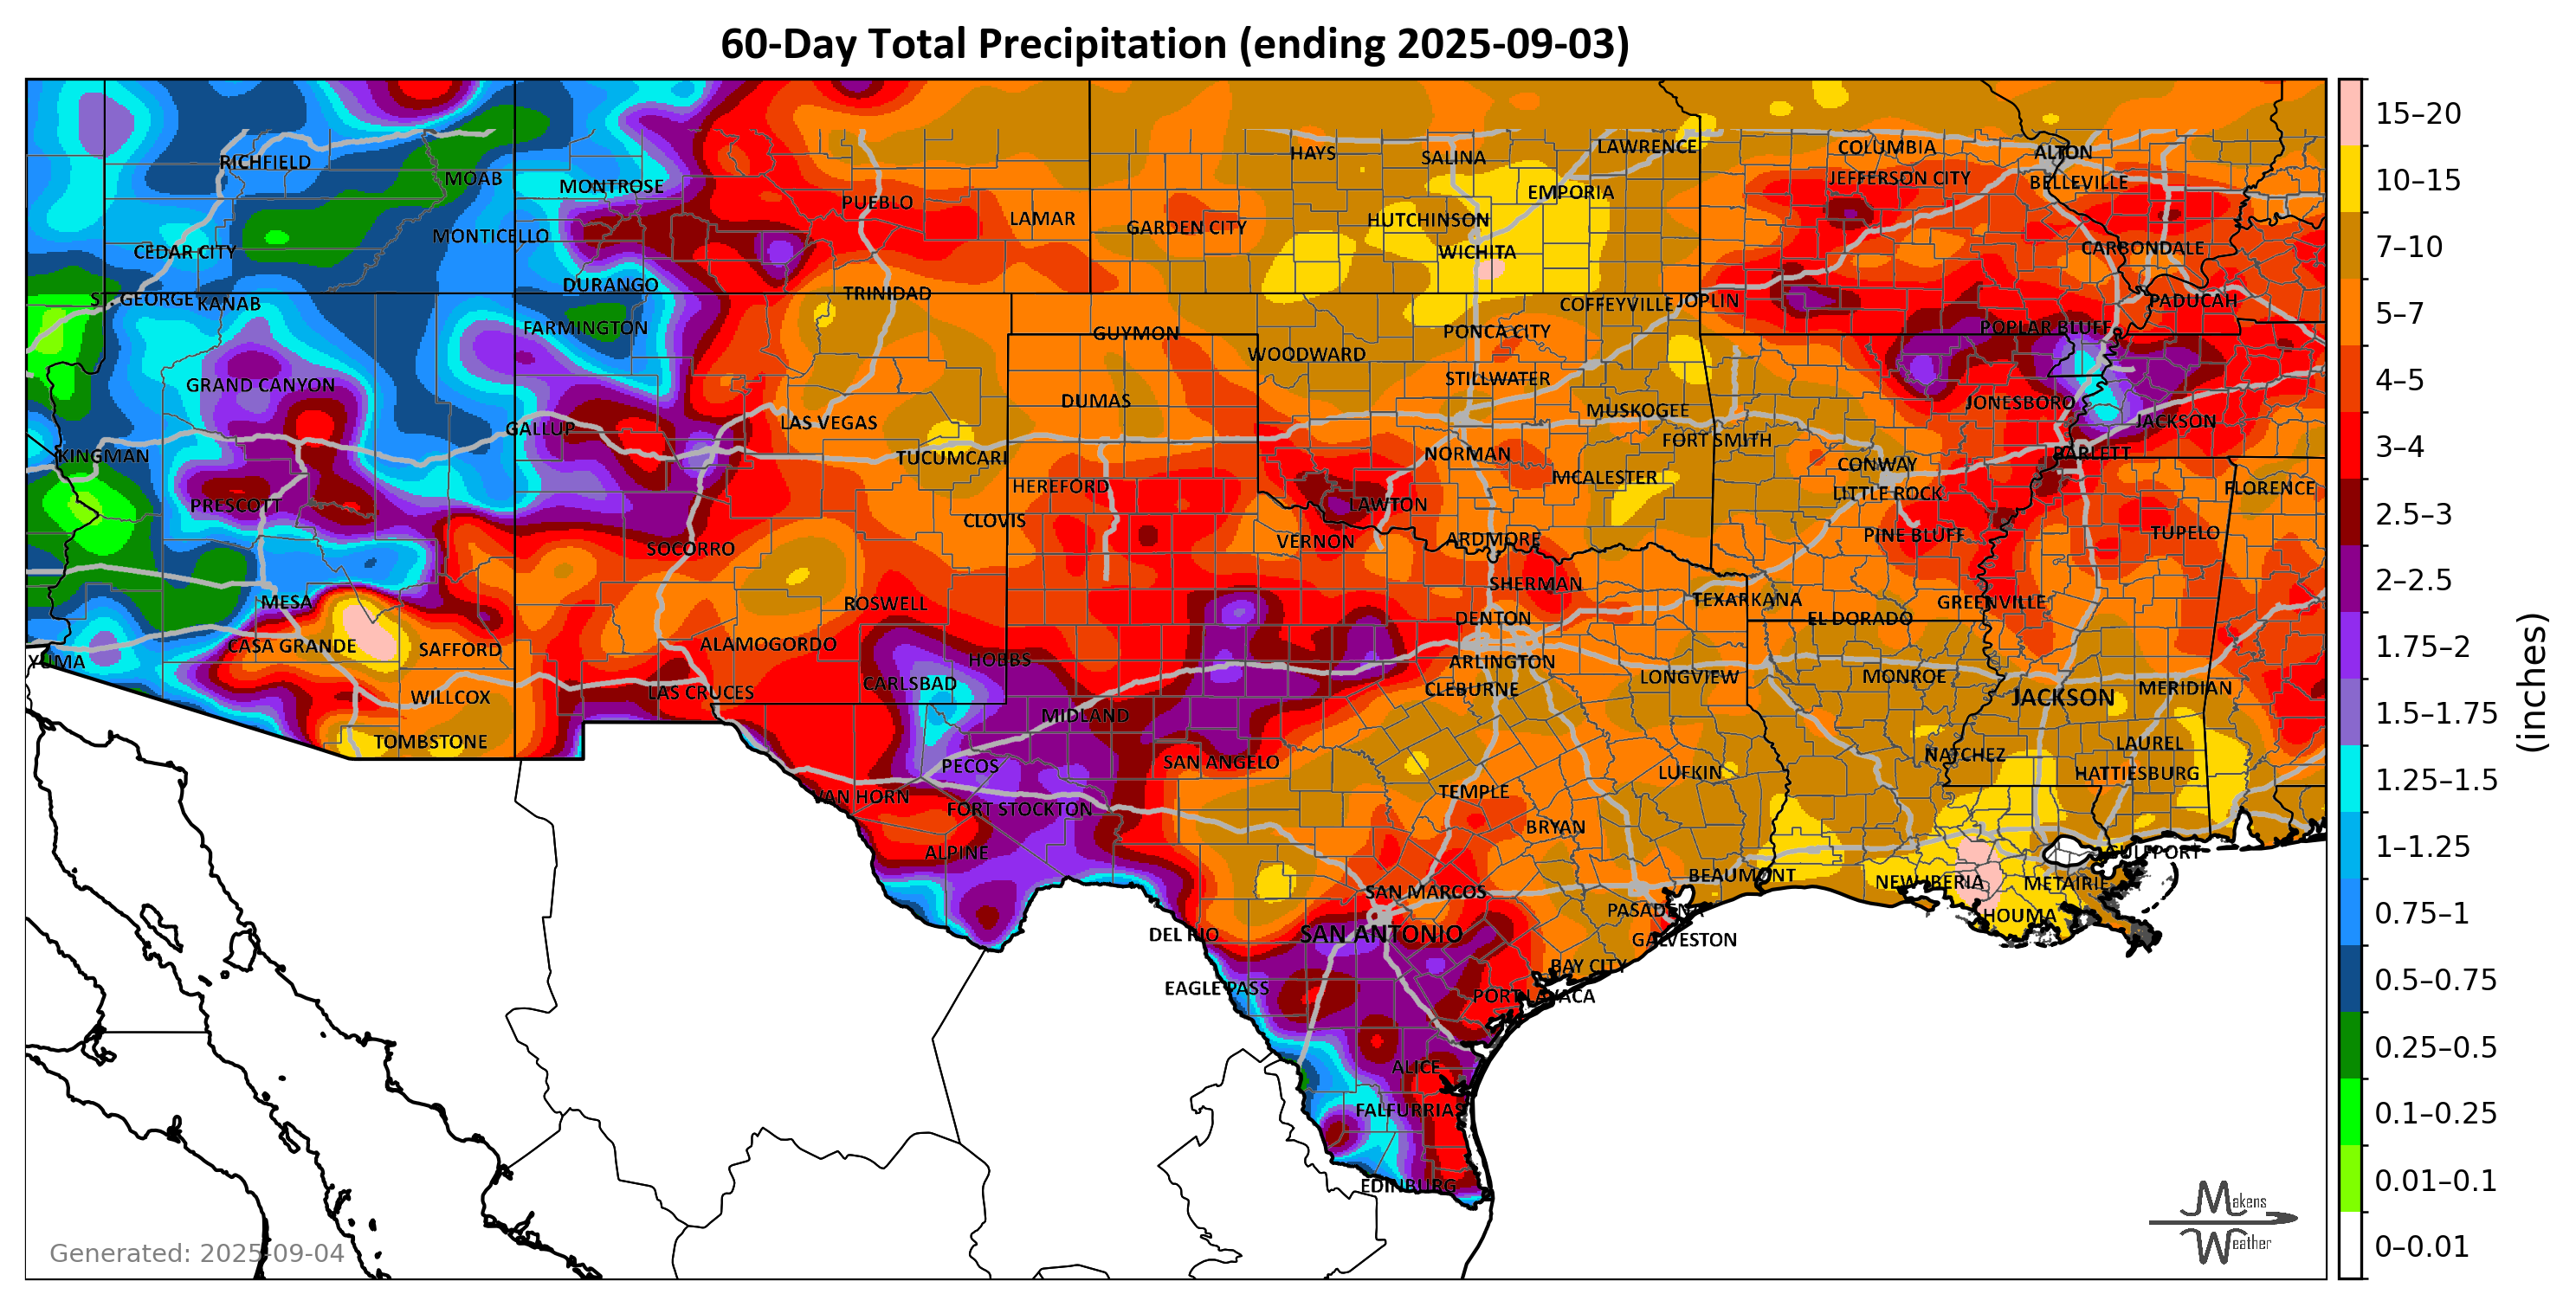 60-Day Total Precipitation (ending 2025-09-03)
RICHFIELD
MOAB
MONTROSE
PUEBLO
LAMAR
HAYS
SALINA
LAWRENCE
EMPORIA
COLUMBIA
ALTON
JEFFERSON CITY
BELLEVILLE
CEDAR CITY
MONTICELLO
GARDEN CITY
HUTCHINSON
WICHITA
CARBONDALE
DURANGO
TRINIDAD
ST. GEORGE
KANAB
FARMINGTON
COFFEYVILLE
JOPLIN
PADUCAH
GUYMON
PONCA CITY
POPLAR BLUFF
WOODWARD
GRAND CANYON
STILLWATER
DUMAS
MUSKOGEE
JONESBORO
GALLUP
LAS VEGAS
FORT SMITH
JACKSON
KINGMAN
TUCUMCARI
NORMAN
BARLETT
CONWAY
PRESCOTT
HEREFORD
MCALESTER
LITTLE ROCK
FLORENCE
CLOVIS
LAWTON
SOCORRO
VERNON
ARDMORE
PINE BLUFF
TUPELO
MESA
ROSWELL
SHERMAN
TEXARKANA
GREENVILLE
CASA GRANDE
SAFFORD
ALAMOGORDO
DENTON
EL DORADO
YUMA
HOBBS
ARLINGTON
WILLCOX
LAS CRUCES
CARLSBAD
CLEBURNE
LONGVIEW
MONROE
JACKSON
MERIDIAN
TOMBSTONE
MIDLAND
PECOS
SAN ANGELO
NATCHEZ
LAUREL
VAN HORN
FORT STOCKTON
TEMPLE
LUFKIN
HATTIESBURG
ALPINE
BRYAN
GULFPORT
SAN MARCOS
BEAUMONT
NEW IBERIA
METAIRIE
DEL RIO
SAN ANTONIO
PASADENA
GALVESTON
HOUMA
EAGLE PASS
BAY CITY
PORT LAVACA
ALICE
FALFURRIAS
EDINBURG
15–20
10–15
7–10
5–7
4–5
3–4
2.5–3
2–2.5
1.75–2
1.5–1.75
1.25–1.5
1–1.25
0.75–1
0.5–0.75
0.25–0.5
0.1–0.25
0.01–0.1
0–0.01
(inches)
Generated: 2025-09-04
Makens
Weather